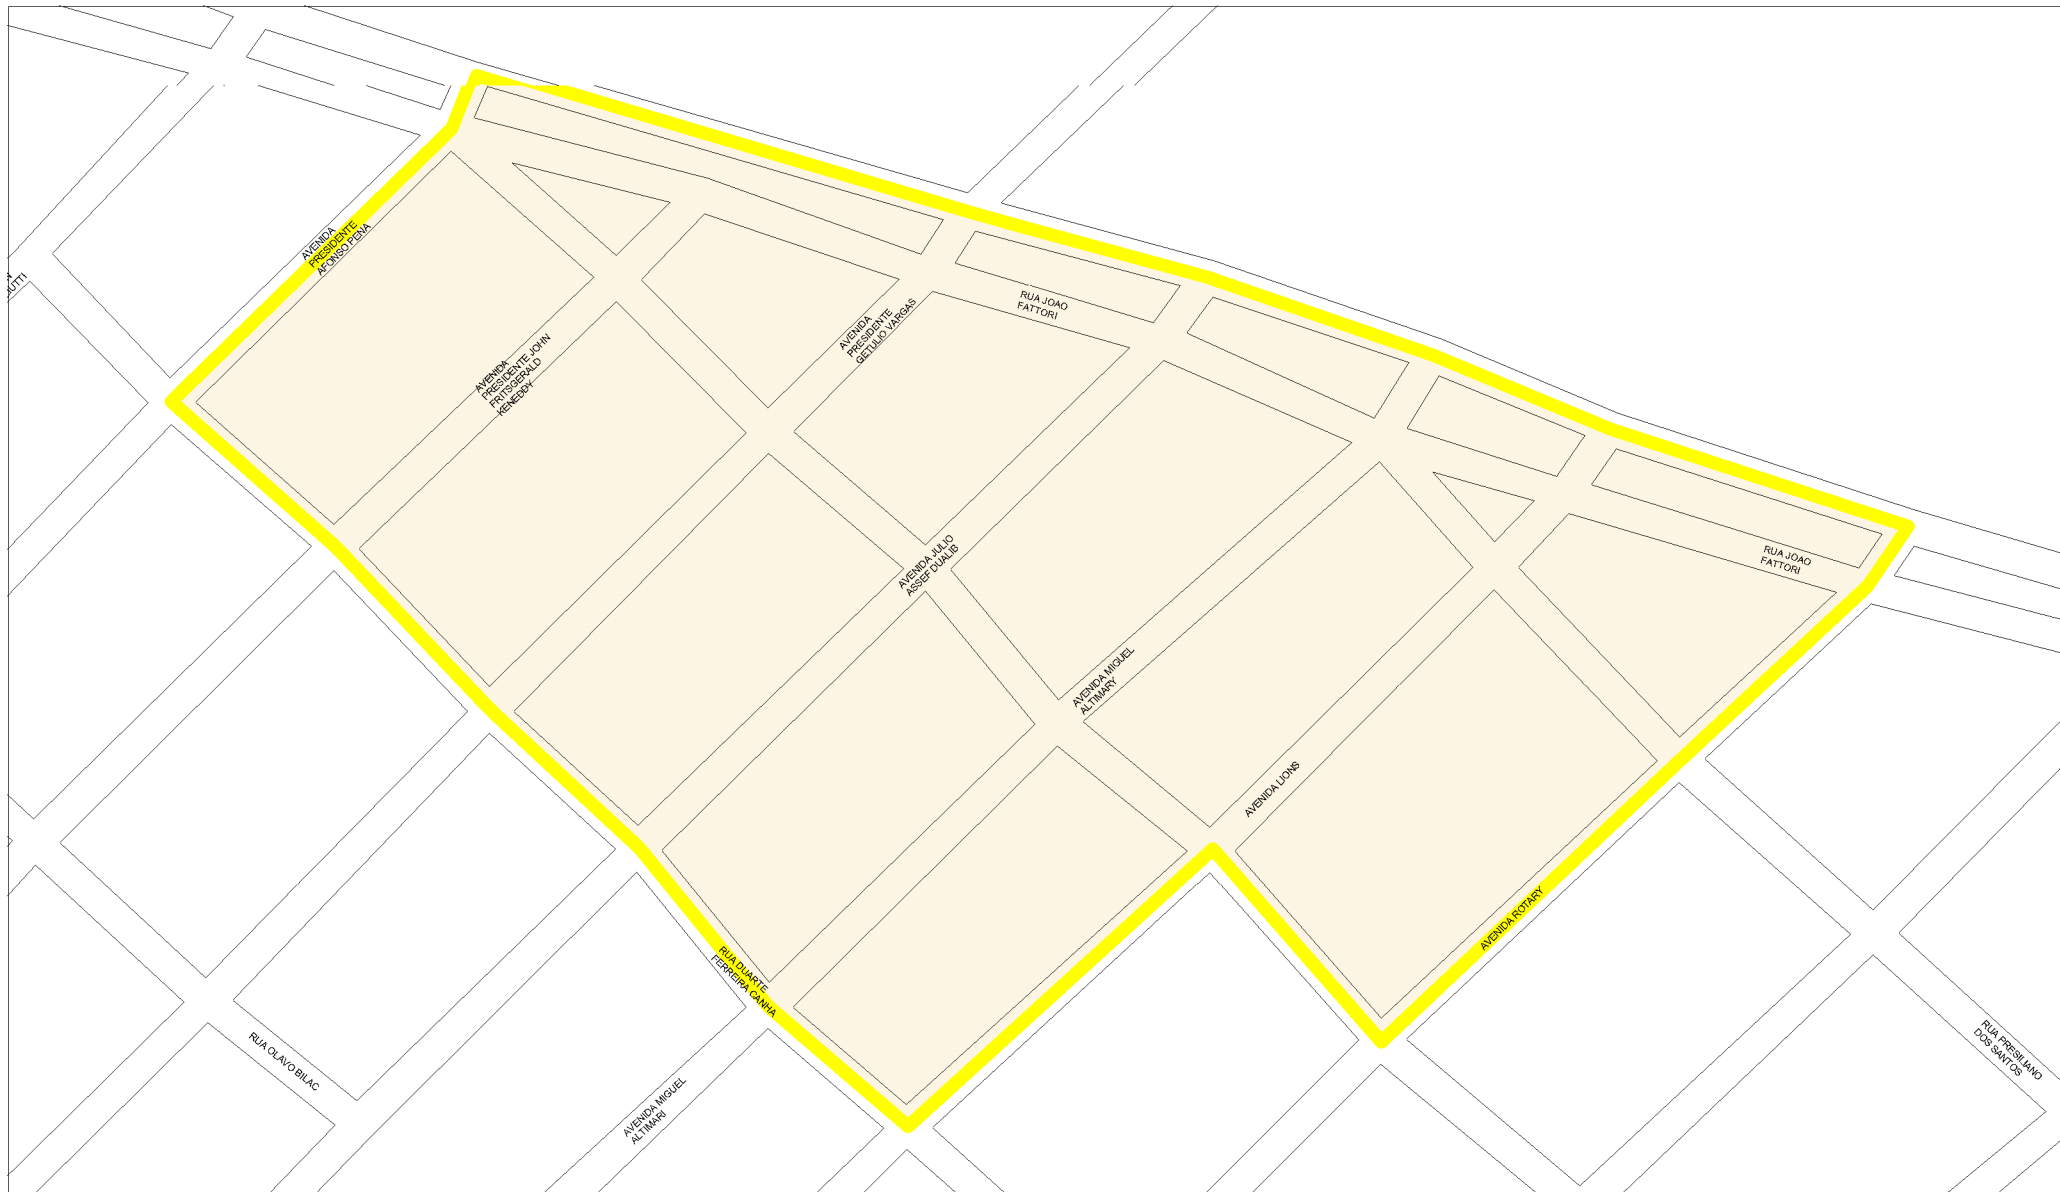 AVENIDA
PRESIDENTE
AFONSO PENA
UTTI
AVENIDA
PRESIDENTE JOHN
FRITSGERALD
KENEDDY
AVENIDA
PRESIDENTE
GETULIO VARGAS
RUA JOAO
FATTORI
AVENIDA JULIO
ASSEF DUALIB
RUA JOAO
FATTORI
AVENIDA MIGUEL
ALTIMARY
AVENIDA LIONS
AVENIDA ROTARY
RUA DUARTE
FERREIRA CANHA
RUA OLAVO BILAC
AVENIDA MIGUEL
ALTIMARI
RUA PRESILIANO
DOS SANTOS